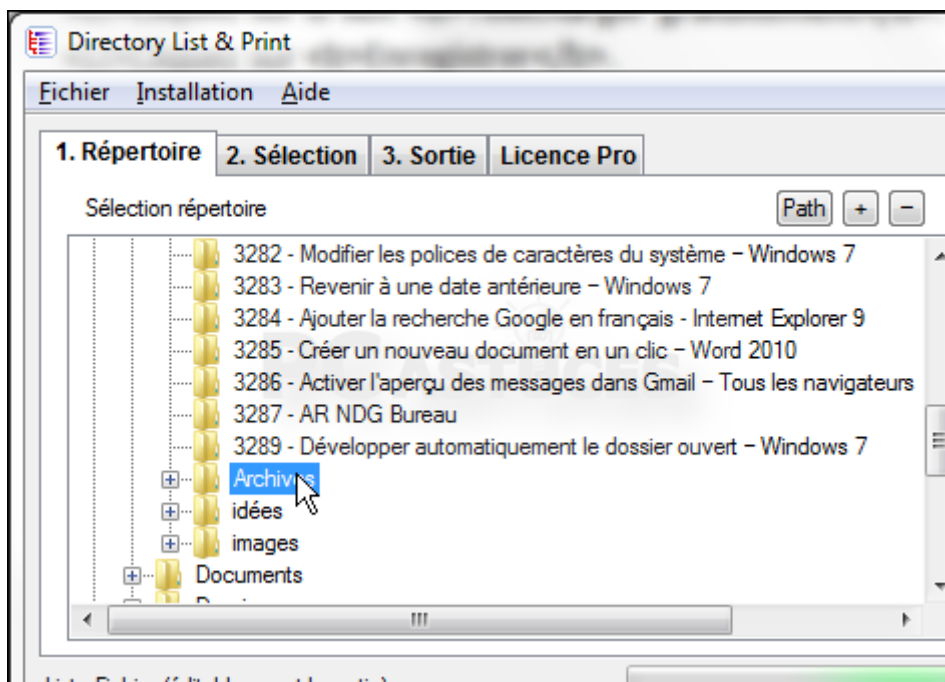 Directory List & Print
Fichier Installation Aide
1. Répertoire 2. Sélection 3. Sortie Licence Pro
Sélection répertoire Path + −
3282 - Modifier les polices de caractères du système – Windows 7
3283 - Revenir à une date antérieure – Windows 7
3284 - Ajouter la recherche Google en français - Internet Explorer 9
3285 - Créer un nouveau document en un clic – Word 2010
3286 - Activer l'aperçu des messages dans Gmail – Tous les navigateurs
3287 - AR NDG Bureau
3289 - Développer automatiquement le dossier ouvert – Windows 7
Archives
idées
images
Documents
PC ASTUCES